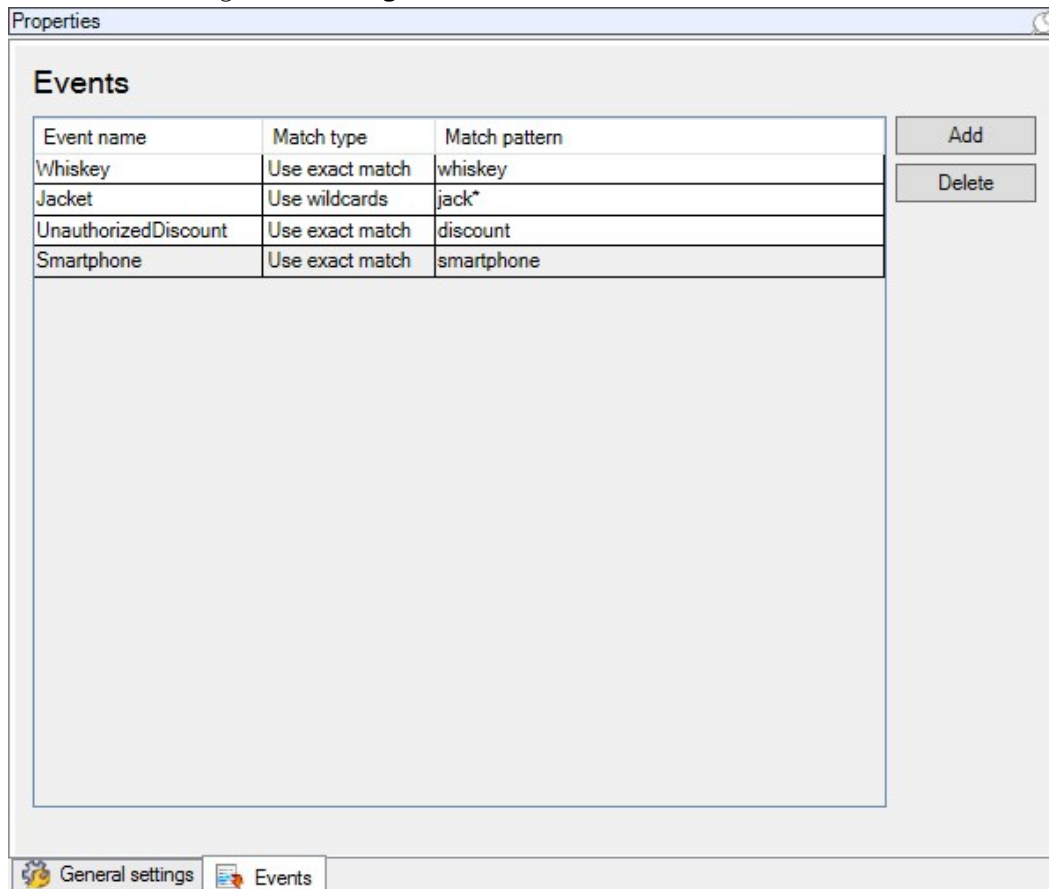 Properties
Events
Event name Match type Match pattern
Add
Whiskey Use exact match whiskey
Delete
Jacket Use wildcards jack*
UnauthorizedDiscount Use exact match discount
Smartphone Use exact match smartphone
General settings Events